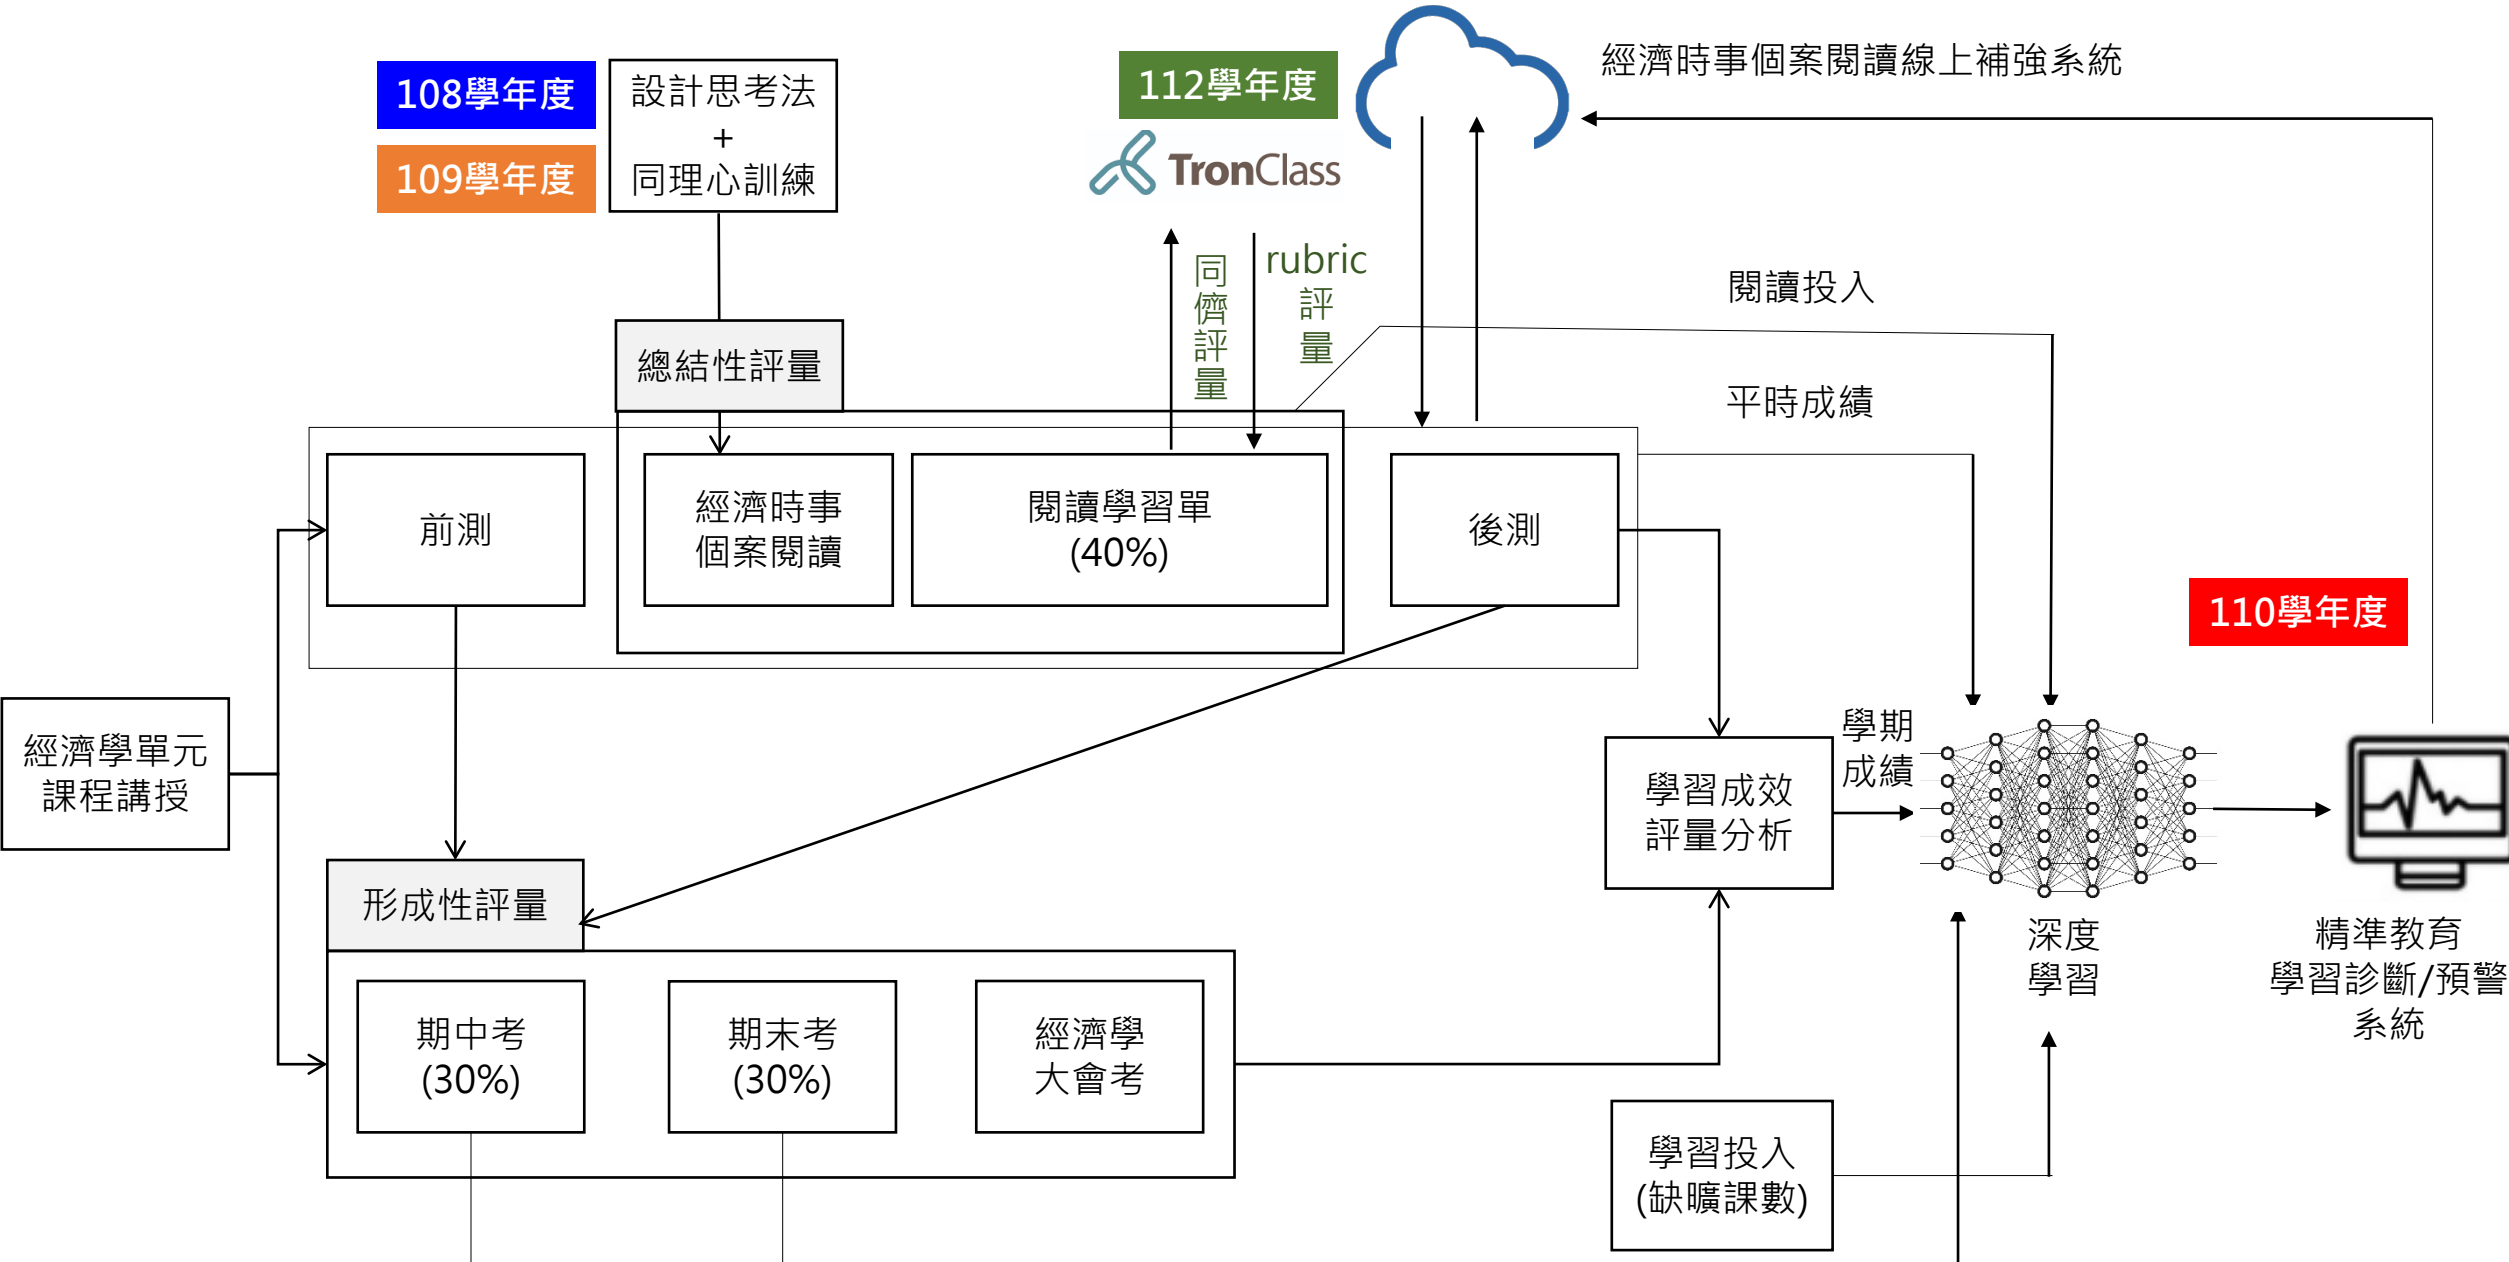 108學年度
109學年度
設計思考法
+
同理心訓練
112學年度
TronClass
經濟時事個案閱讀線上補強系統
同
儕
評
量
rubric
評
量
閱讀投入
平時成績
總結性評量
前測
經濟時事
個案閱讀
閱讀學習單
(40%)
後測
110學年度
經濟學單元
課程講授
學習成效
評量分析
學期
成績
深度
學習
精準教育
學習診斷/預警
系統
形成性評量
期中考
(30%)
期末考
(30%)
經濟學
大會考
學習投入
(缺曠課數)